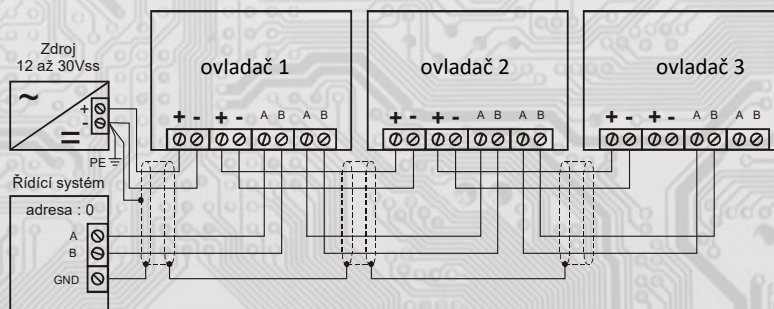 Zdroj
12 až 30Vss
~
+
-
=
PE
Řídící systém
adresa : 0
A
B
GND
ovladač 1
+ - + - A B A B
ovladač 2
+ - + - A B A B
ovladač 3
+ - + - A B A B